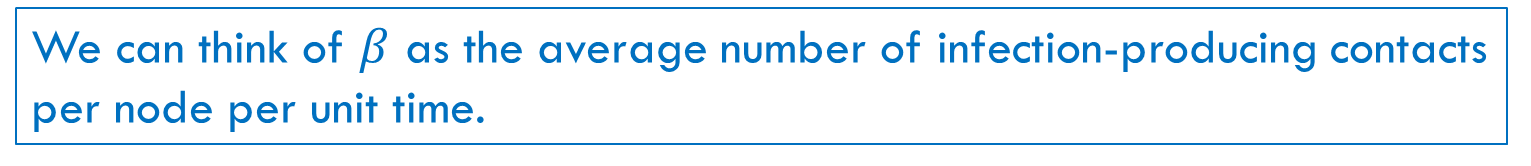 We can think of 𝛽 as the average number of infection-producing contacts
per node per unit time.